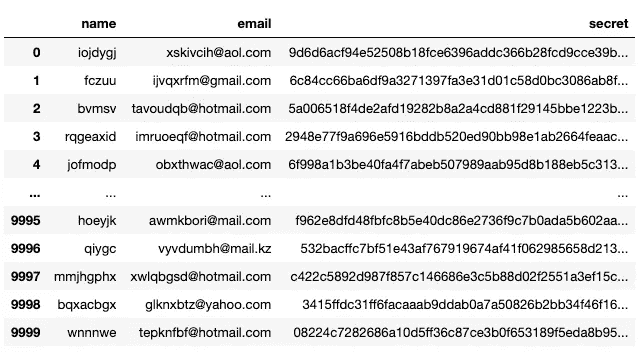 name email secret
0 iojdygj xskivcih@aol.com 9d6d6acf94e52508b18fce6396addc366b28fcd9cce39b...
1 fczuu ijvqxrfm@gmail.com 6c84cc66ba6df9a3271397fa3e31d01c58d0bc3086ab8f...
2 bvmsv tavoudqb@hotmail.com 5a006518f4de2afd19282b8a2a4cd881f29145bbe1223b...
3 rqgeaxid imruoeqf@hotmail.com 2948e77f9a696e5916bddb520ed90bb98e1ab2664feaac...
4 jofmodp obxthwac@aol.com 6f998a1b3be40fa4f7abeb507989aab95d8b188eb5c313...
... ... ... ...
9995 hoeyjk awmkbori@mail.com f962e8dfd48fbfc8b5e40dc86e2736f9c7b0ada5b602aa...
9996 qiygc vyvdumbh@mail.kz 532bacffc7bf51e43af767919674af41f062985658d213...
9997 mmjhgphx xwlqbgsd@hotmail.com c422c5892d987f857c146686e3c5b88d02f2551a3ef15c...
9998 bqxacbgx glknxbtz@yahoo.com 3415ffdc31ff6facaaab9ddab0a7a50826b2bb34f46f16...
9999 wnnnwe tepknfbf@hotmail.com 08224c7282686a10d5ff36c87ce3b0f653189f5eda8b95...